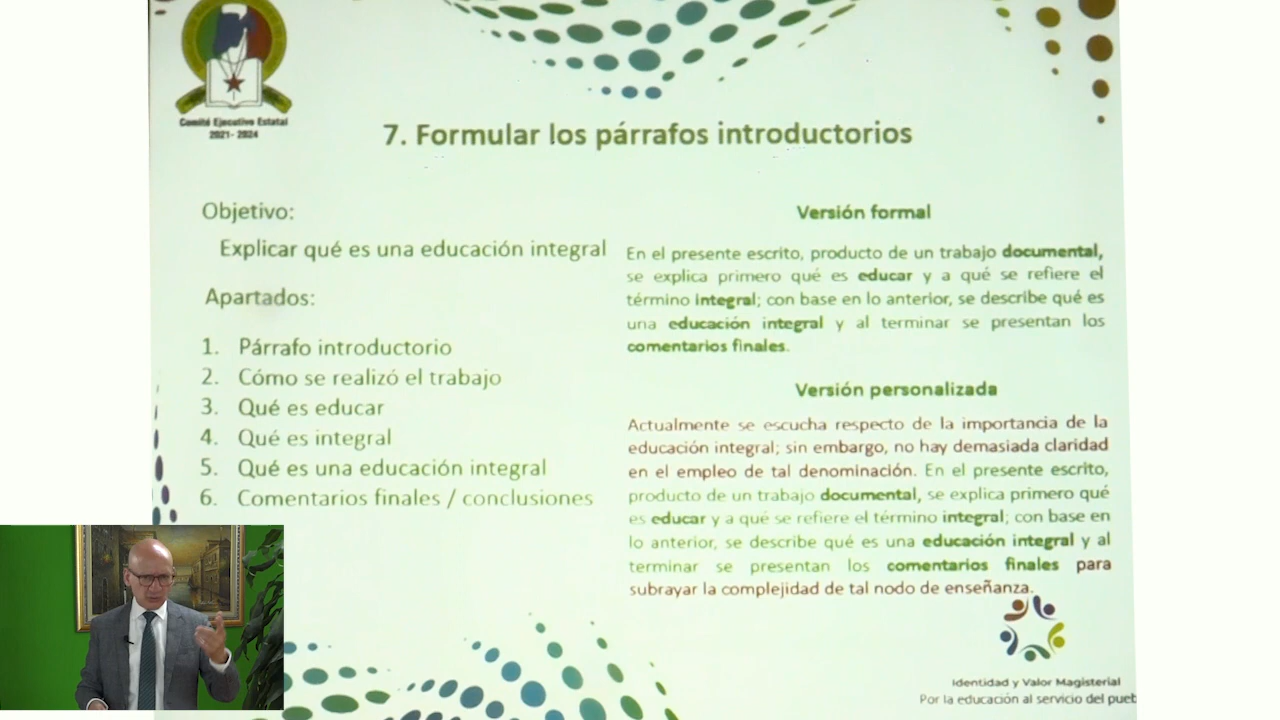 Comité Ejecutivo Estatal
2021- 2024
7. Formular los párrafos introductorios
Objetivo:
Explicar qué es una educación integral
Apartados:
1. Párrafo introductorio
2. Cómo se realizó el trabajo
3. Qué es educar
4. Qué es integral
5. Qué es una educación integral
6. Comentarios finales / conclusiones
Versión formal
En el presente escrito, producto de un trabajo documental,
se explica primero qué es educar y a qué se refiere el
término integral; con base en lo anterior, se describe qué es
una educación integral y al terminar se presentan los
comentarios finales.
Versión personalizada
Actualmente se escucha respecto de la importancia de la
educación integral; sin embargo, no hay demasiada claridad
en el empleo de tal denominación. En el presente escrito,
producto de un trabajo documental, se explica primero qué
es educar y a qué se refiere el término integral; con base en
lo anterior, se describe qué es una educación integral y al
terminar se presentan los comentarios finales para
subrayar la complejidad de tal nodo de enseñanza.
Identidad y Valor Magisterial
Por la educación al servicio del pueb